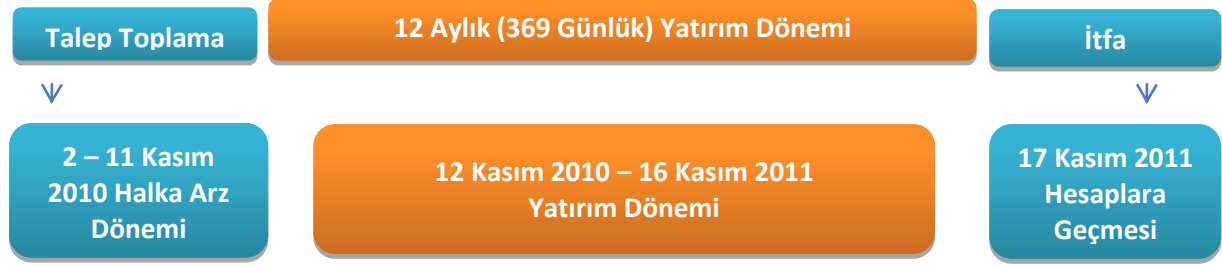 Talep Toplama
12 Aylık (369 Günlük) Yatırım Dönemi
İtfa
2 – 11 Kasım
2010 Halka Arz
Dönemi
12 Kasım 2010 – 16 Kasım 2011
Yatırım Dönemi
17 Kasım 2011
Hesaplara
Geçmesi